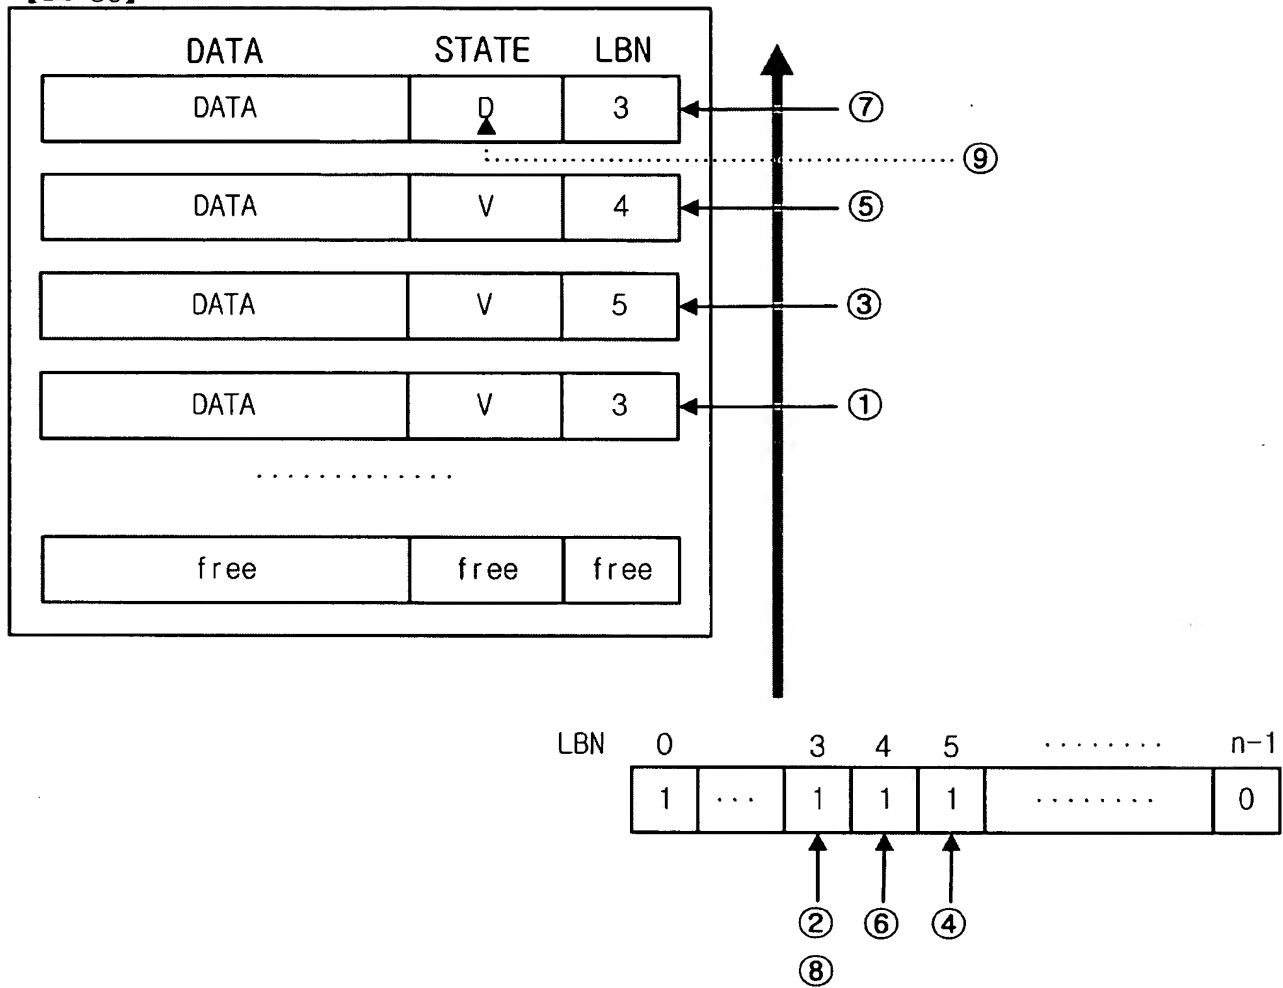 DATA STATE LBN
DATA D 3 ⑦
⑨
DATA V 4 ⑤
DATA V 5 ③
DATA V 3 ①
·············
free free free
LBN 0 3 4 5 ········ n-1
1 ··· 1 1 1 ········ 0
② ⑥ ④
⑧